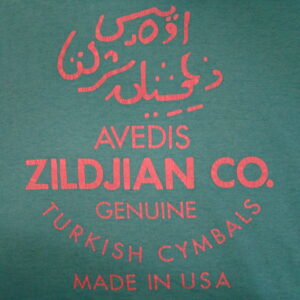 AVEDIS
ZILDJIAN CO.
GENUINE
TURKISH CYMBALS
MADE IN USA